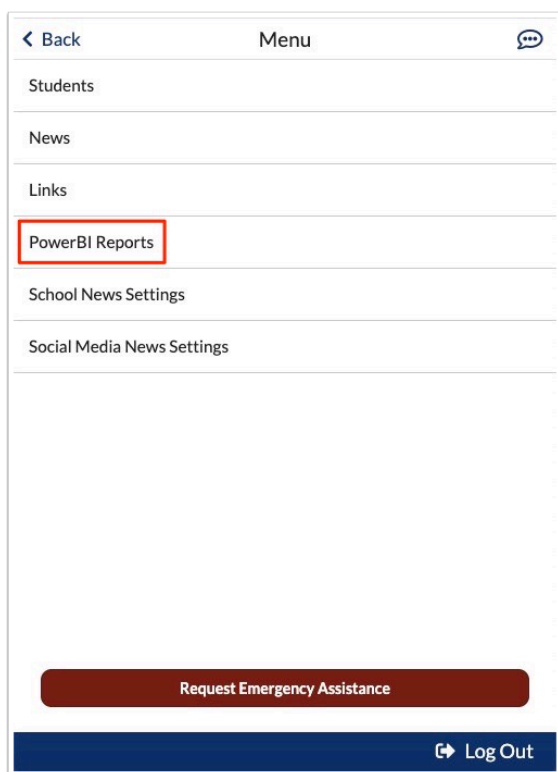 Back Menu
Students
News
Links
PowerBI Reports
School News Settings
Social Media News Settings
Request Emergency Assistance
Log Out